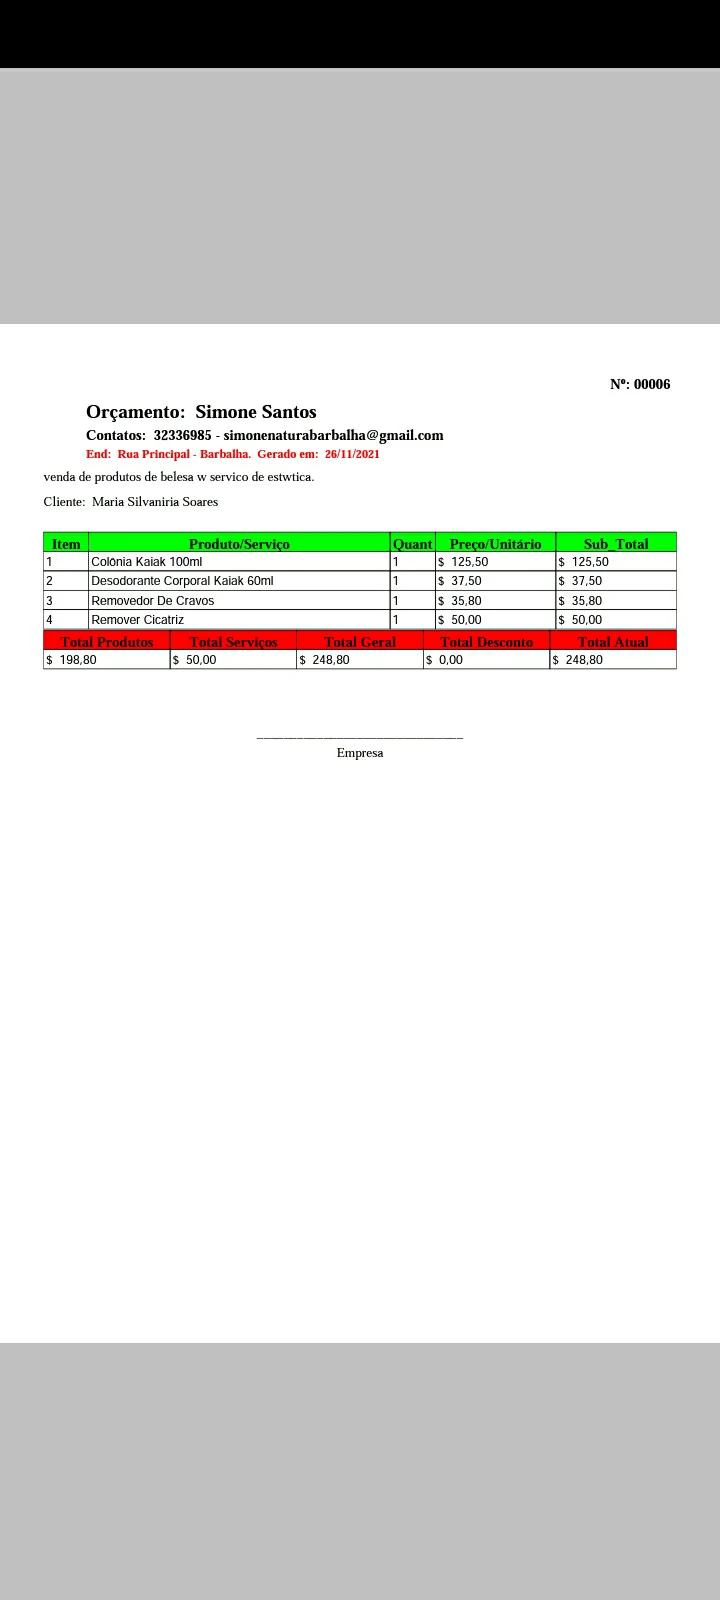 Nº: 00006
Orçamento: Simone Santos
Contatos: 32336985 - simonenaturabarbalha@gmail.com
End: Rua Principal - Barbalha. Gerado em: 26/11/2021
venda de produtos de belesa w servico de estwtica.
Cliente: Maria Silvaniria Soares
Item Produto/Serviço Quant Preço/Unitário Sub_Total
1 Colônia Kaiak 100ml 1 $ 125,50 $ 125,50
2 Desodorante Corporal Kaiak 60ml 1 $ 37,50 $ 37,50
3 Removedor De Cravos 1 $ 35,80 $ 35,80
4 Remover Cicatriz 1 $ 50,00 $ 50,00
Total Produtos Total Serviços Total Geral Total Desconto Total Atual
$ 198,80 $ 50,00 $ 248,80 $ 0,00 $ 248,80
Empresa